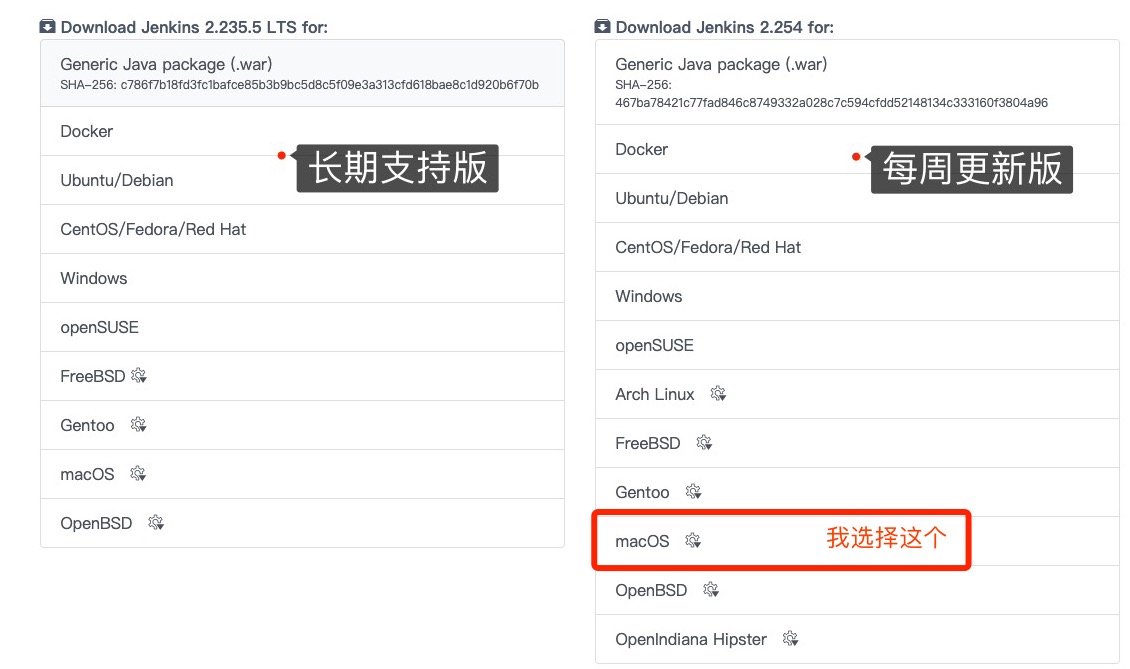 Download Jenkins 2.235.5 LTS for:
Generic Java package (.war)
SHA-256: c786f7b18fd3fc1bafce85b3b9bc5d8c5f09e3a313cfd618bae8c1d920b6f70b
Docker
长期支持版
Ubuntu/Debian
CentOS/Fedora/Red Hat
Windows
openSUSE
FreeBSD
Gentoo
macOS
OpenBSD
Download Jenkins 2.254 for:
Generic Java package (.war)
SHA-256:
467ba78421c77fad846c8749332a028c7c594cfdd52148134c333160f3804a96
Docker
每周更新版
Ubuntu/Debian
CentOS/Fedora/Red Hat
Windows
openSUSE
Arch Linux
FreeBSD
Gentoo
macOS 我选择这个
OpenBSD
OpenIndiana Hipster